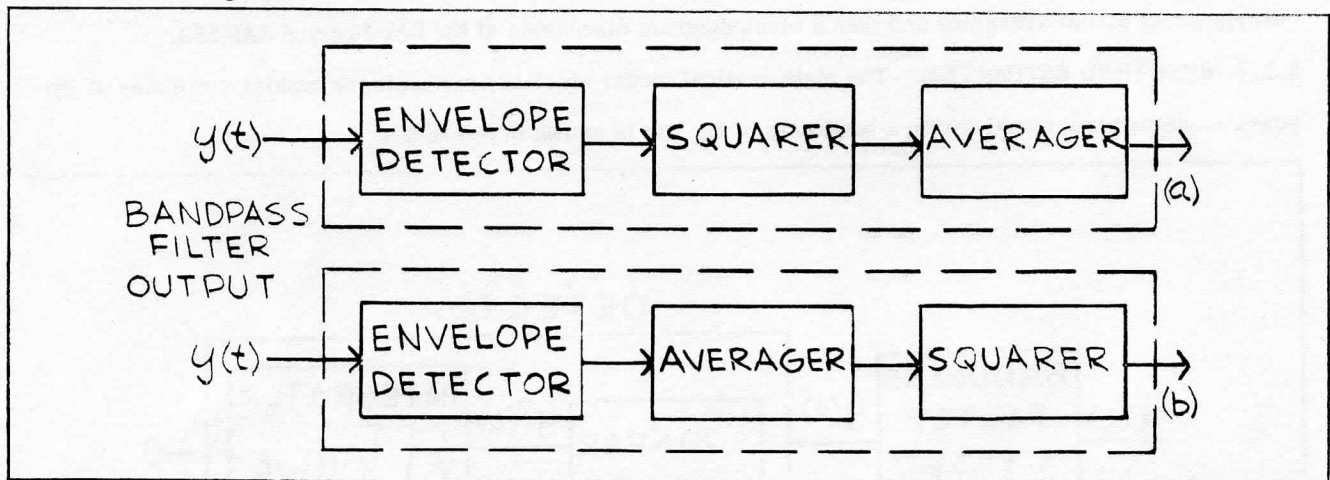 y(t)
ENVELOPE
DETECTOR
SQUARER
AVERAGER
(a)
BANDPASS
FILTER
OUTPUT
y(t)
ENVELOPE
DETECTOR
AVERAGER
SQUARER
(b)